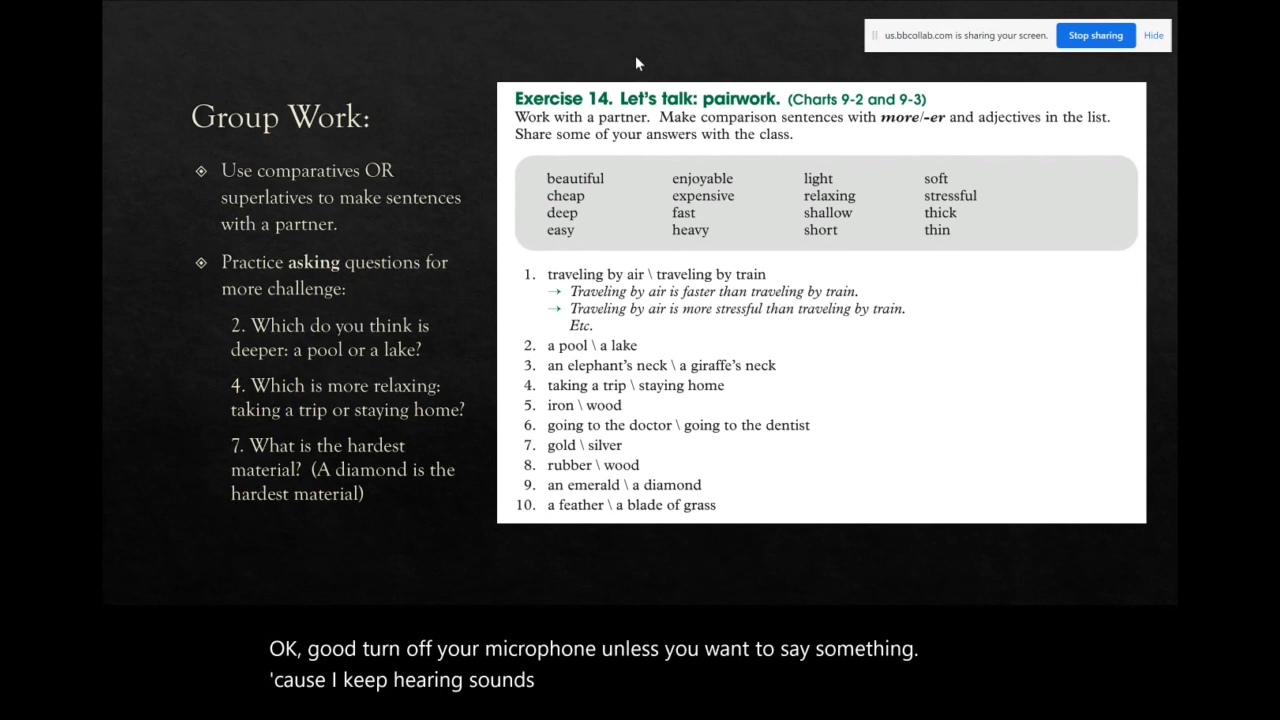 us.bbcollab.com is sharing your screen. Stop sharing Hide
Group Work:
Use comparatives OR
superlatives to make sentences
with a partner.
Practice asking questions for
more challenge:
2. Which do you think is
deeper: a pool or a lake?
4. Which is more relaxing:
taking a trip or staying home?
7. What is the hardest
material? (A diamond is the
hardest material)
Exercise 14. Let's talk: pairwork. (Charts 9-2 and 9-3)
Work with a partner. Make comparison sentences with more/-er and adjectives in the list.
Share some of your answers with the class.
beautiful enjoyable light soft
cheap expensive relaxing stressful
deep fast shallow thick
easy heavy short thin
1. traveling by air \ traveling by train
→ Traveling by air is faster than traveling by train.
→ Traveling by air is more stressful than traveling by train.
Etc.
2. a pool \ a lake
3. an elephant's neck \ a giraffe's neck
4. taking a trip \ staying home
5. iron \ wood
6. going to the doctor \ going to the dentist
7. gold \ silver
8. rubber \ wood
9. an emerald \ a diamond
10. a feather \ a blade of grass
OK, good turn off your microphone unless you want to say something.
'cause I keep hearing sounds